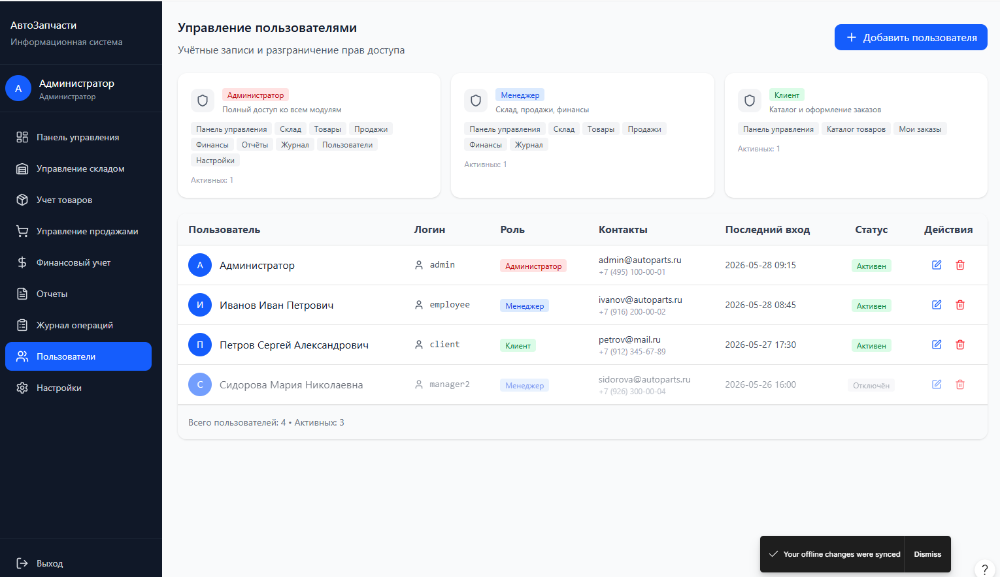 АвтоЗапчасти
Информационная система
А
Администратор
Администратор
Панель управления
Управление складом
Учет товаров
Управление продажами
Финансовый учет
Отчеты
Журнал операций
Пользователи
Настройки
Выход
Управление пользователями
Учётные записи и разграничение прав доступа
Добавить пользователя
Администратор
Полный доступ ко всем модулям
Панель управления Склад Товары Продажи
Финансы Отчёты Журнал Пользователи
Настройки
Активных: 1
Менеджер
Склад, продажи, финансы
Панель управления Склад Товары Продажи
Финансы Журнал
Активных: 1
Клиент
Каталог и оформление заказов
Панель управления Каталог товаров Мои заказы
Активных: 1
Пользователь Логин Роль Контакты Последний вход Статус Действия
А Администратор admin Администратор admin@autoparts.ru 2026-05-28 09:15 Активен
+7 (495) 100-00-01
И Иванов Иван Петрович employee Менеджер ivanov@autoparts.ru 2026-05-28 08:45 Активен
+7 (916) 200-00-02
П Петров Сергей Александрович client Клиент petrov@mail.ru 2026-05-27 17:30 Активен
+7 (912) 345-67-89
С Сидорова Мария Николаевна manager2 Менеджер sidorova@autoparts.ru 2026-05-26 16:00 Отключён
+7 (926) 300-00-04
Всего пользователей: 4 • Активных: 3
Your offline changes were synced Dismiss
?